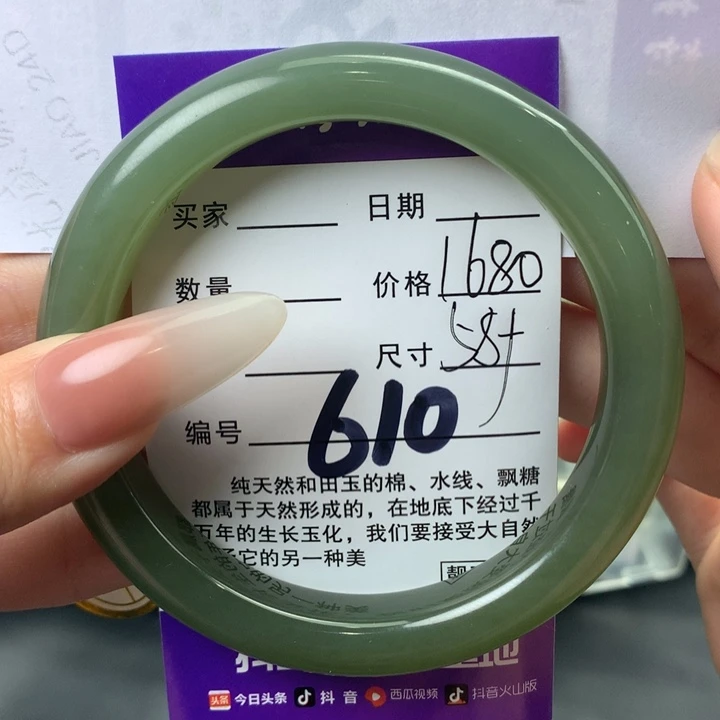 JIAO 2AD
买家 日期
数量 价格 1680
尺寸 58+
编号 610
纯天然和田玉的棉、水线、飘糖
都属于天然形成的，在地底下经过千
万年的生长玉化，我们要接受大自然
它的另一种美
靓
今日头条 抖音 西瓜视频 抖音火山版